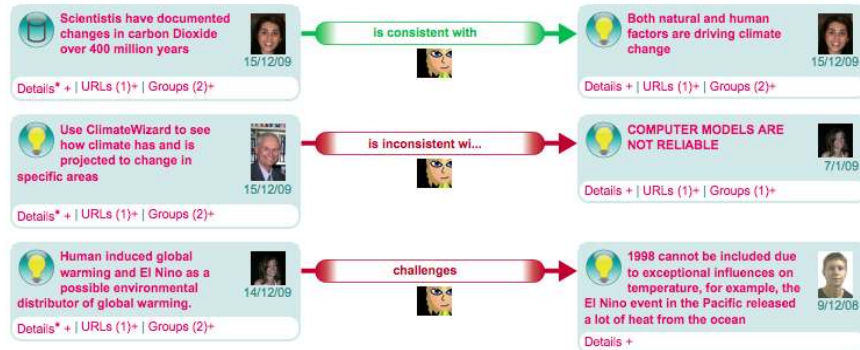 Scientistis have documented
changes in carbon Dioxide
over 400 million years
15/12/09
Details* + | URLs (1)+ | Groups (2)+
is consistent with
Both natural and human
factors are driving climate
change
15/12/09
Details + | URLs (1)+ | Groups (2)+
Use ClimateWizard to see
how climate has and is
projected to change in
specific areas
15/12/09
Details* + | URLs (1)+ | Groups (2)+
is inconsistent wi...
COMPUTER MODELS ARE
NOT RELIABLE
7/1/09
Details + | URLs (1)+ | Groups (1)+
Human induced global
warming and El Nino as a
possible environmental
distributor of global warming.
14/12/09
Details* + | URLs (1)+ | Groups (2)+
challenges
1998 cannot be included due
to exceptional influences on
temperature, for example, the
El Nino event in the Pacific released
a lot of heat from the ocean
9/12/08
Details +